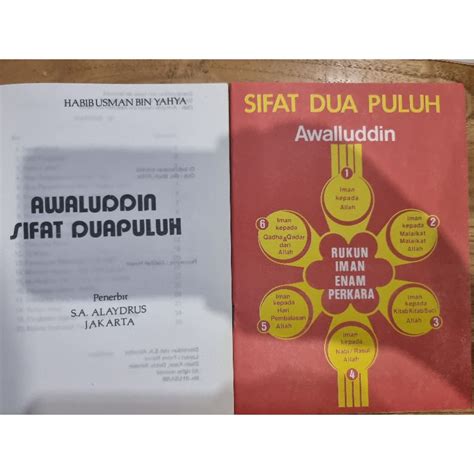 HABIB USMAN BIN YAHYA
AWALUDDIN
SIFAT DUAPULUH
Penerbit
S.A. ALAYDRUS
JAKARTA
SIFAT DUA PULUH
Awalluddin
1
Iman
kepada
Allah
2
Iman
kepada
Malaikat
Malaikat
Allah
3
Iman
kepada
Kitab Kitab Suci
Allah
4
Iman
kepada
Nabi / Rasul
Allah
5
Iman
kepada
Hari
Pembalasan
Allah
6
Iman
kepada
Qadha & Qadar
dari
Allah
RUKUN
IMAN
ENAM
PERKARA